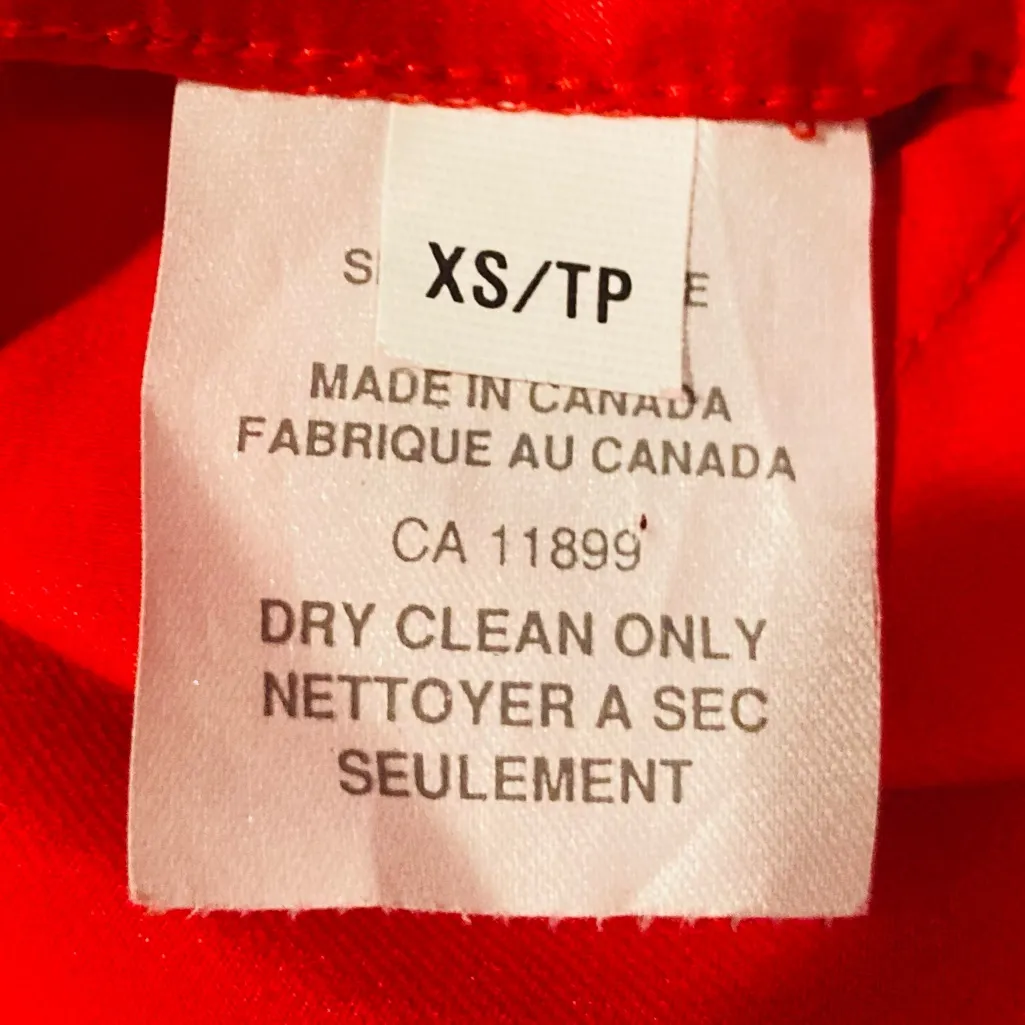 XS/TP
MADE IN CANADA
FABRIQUE AU CANADA
CA 11899
DRY CLEAN ONLY
NETTOYER A SEC
SEULEMENT